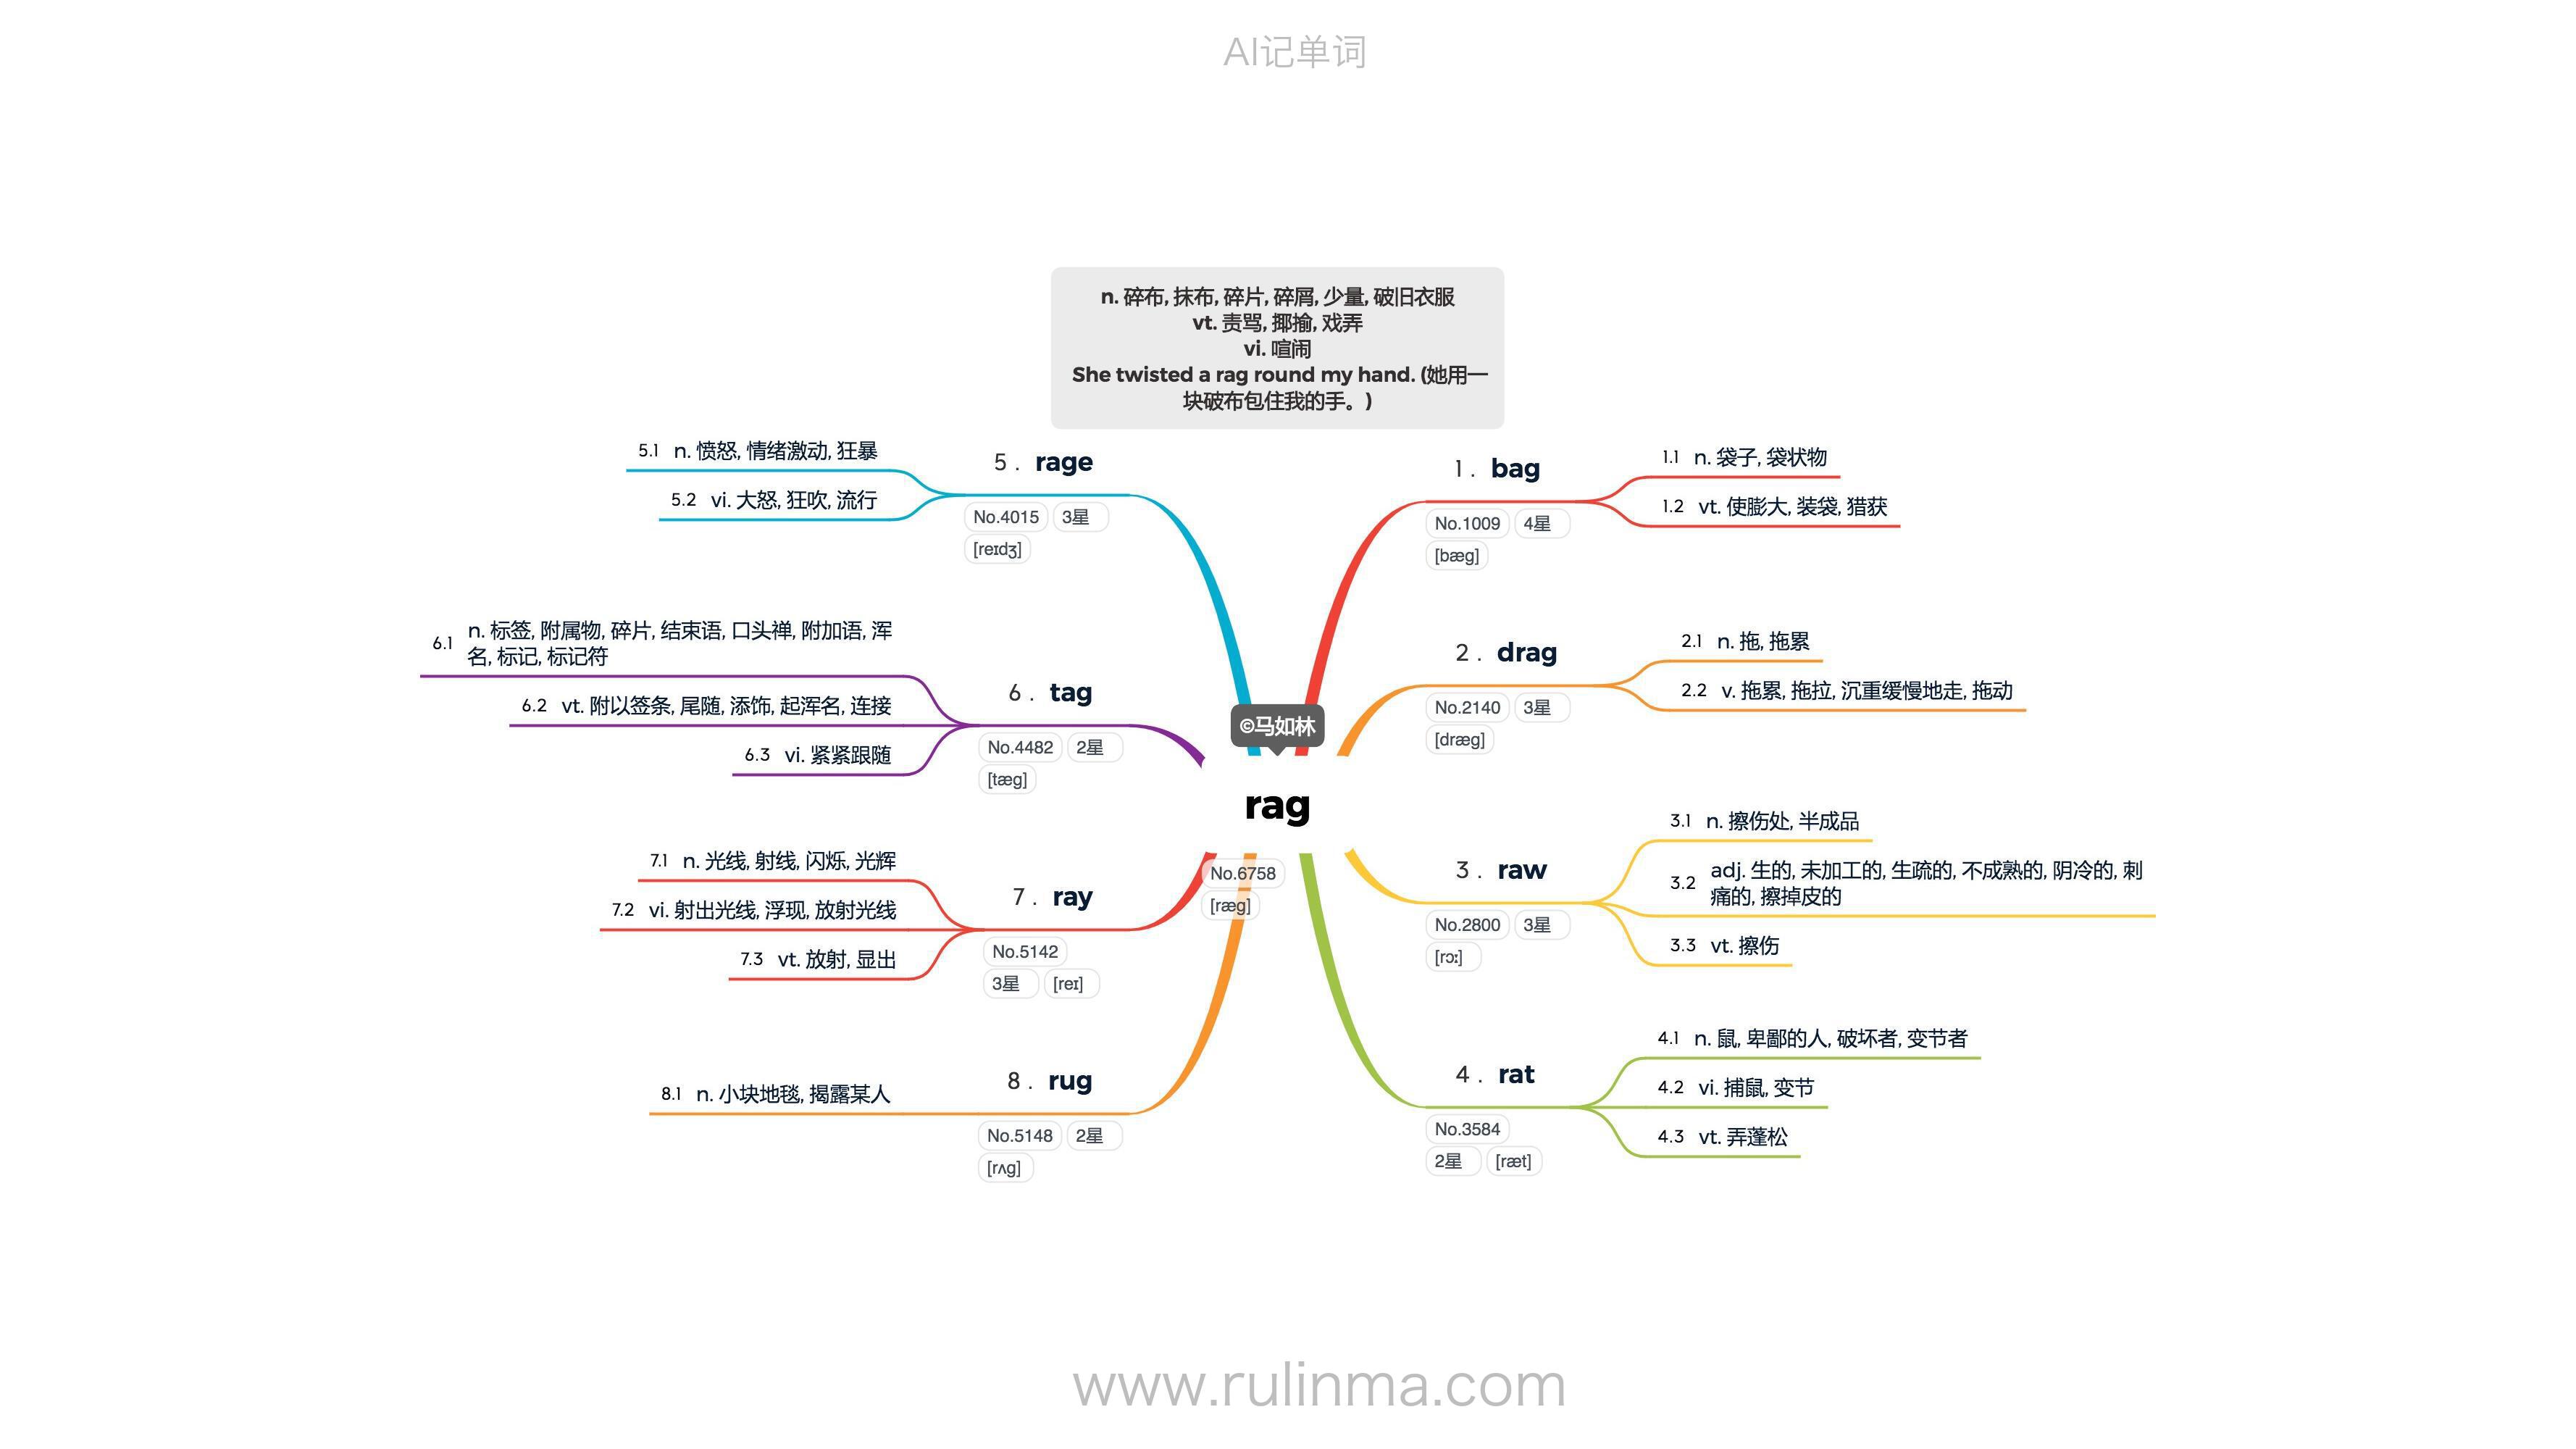 AI记单词
n. 碎布, 抹布, 碎片, 碎屑, 少量, 破旧衣服
vt. 责骂, 揶揄, 戏弄
vi. 喧闹
She twisted a rag round my hand. (她用一
块破布包住我的手。)
©马如林
rag
No.6758
[ræg]
1 . bag
No.1009 4星
[bæg]
1.1 n. 袋子, 袋状物
1.2 vt. 使膨大, 装袋, 猎获
2 . drag
No.2140 3星
[dræg]
2.1 n. 拖, 拖累
2.2 v. 拖累, 拖拉, 沉重缓慢地走, 拖动
3 . raw
No.2800 3星
[rɔː]
3.1 n. 擦伤处, 半成品
3.2 adj. 生的, 未加工的, 生疏的, 不成熟的, 阴冷的, 刺
痛的, 擦掉皮的
3.3 vt. 擦伤
4 . rat
No.3584
2星 [ræt]
4.1 n. 鼠, 卑鄙的人, 破坏者, 变节者
4.2 vi. 捕鼠, 变节
4.3 vt. 弄蓬松
5 . rage
No.4015 3星
[reɪdʒ]
5.1 n. 愤怒, 情绪激动, 狂暴
5.2 vi. 大怒, 狂吹, 流行
6 . tag
No.4482 2星
[tæg]
6.1 n. 标签, 附属物, 碎片, 结束语, 口头禅, 附加语, 浑
名, 标记, 标记符
6.2 vt. 附以签条, 尾随, 添饰, 起浑名, 连接
6.3 vi. 紧紧跟随
7 . ray
No.5142
3星 [reɪ]
7.1 n. 光线, 射线, 闪烁, 光辉
7.2 vi. 射出光线, 浮现, 放射光线
7.3 vt. 放射, 显出
8 . rug
No.5148 2星
[rʌg]
8.1 n. 小块地毯, 揭露某人
www.rulinma.com